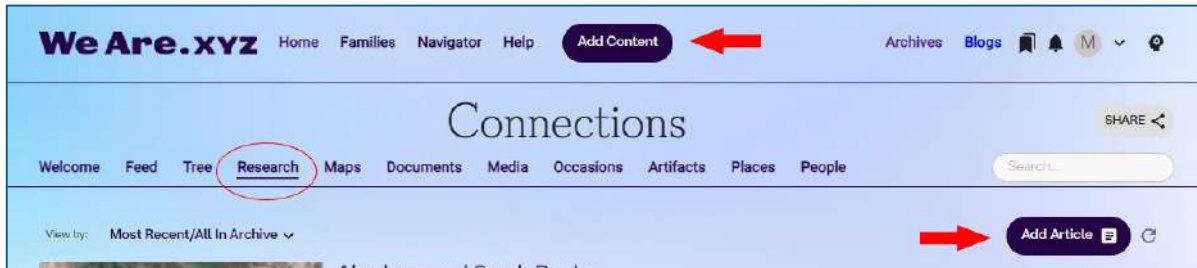 We Are.xyz Home Families Navigator Help Add Content Archives Blogs M
Connections
SHARE
Welcome Feed Tree Research Maps Documents Media Occasions Artifacts Places People Search...
View by: Most Recent/All In Archive Add Article